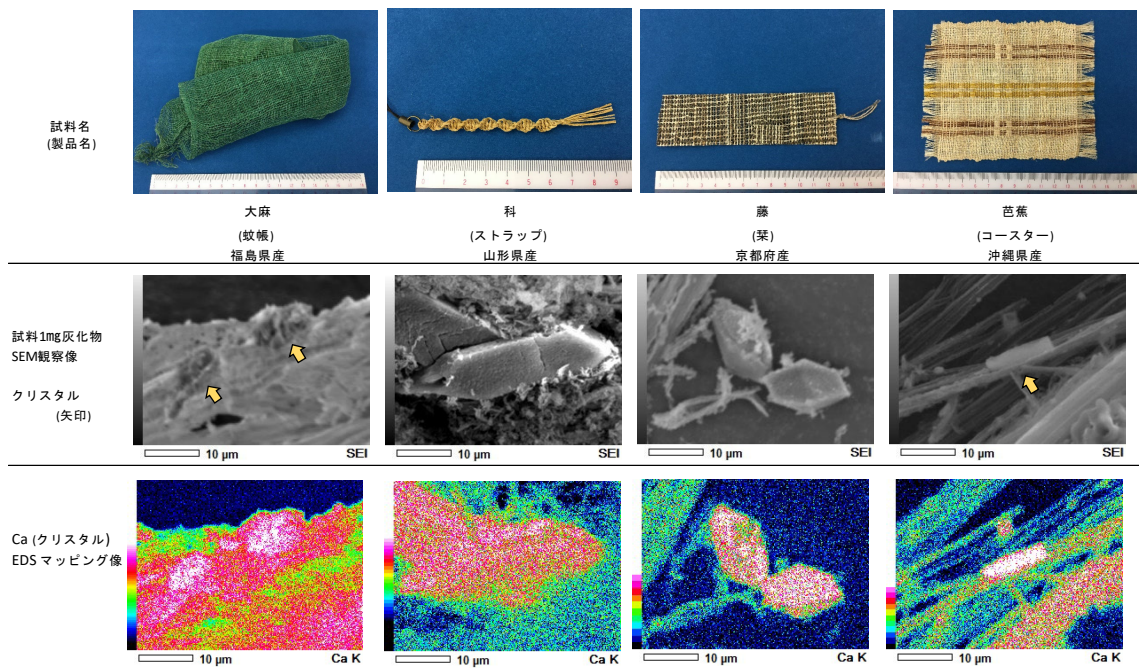 試料名
(製品名)
大麻
(蚊帳)
福島県産
科
(ストラップ)
山形県産
藤
(栞)
京都府産
芭蕉
(コースター)
沖縄県産
試料1mg灰化物
SEM観察像
クリスタル
(矢印)
10 μm SEI
10 μm SEI
10 μm SEI
10 μm SEI
Ca (クリスタル)
EDS マッピング像
10 μm Ca K
10 μm Ca K
10 μm Ca K
10 μm Ca K